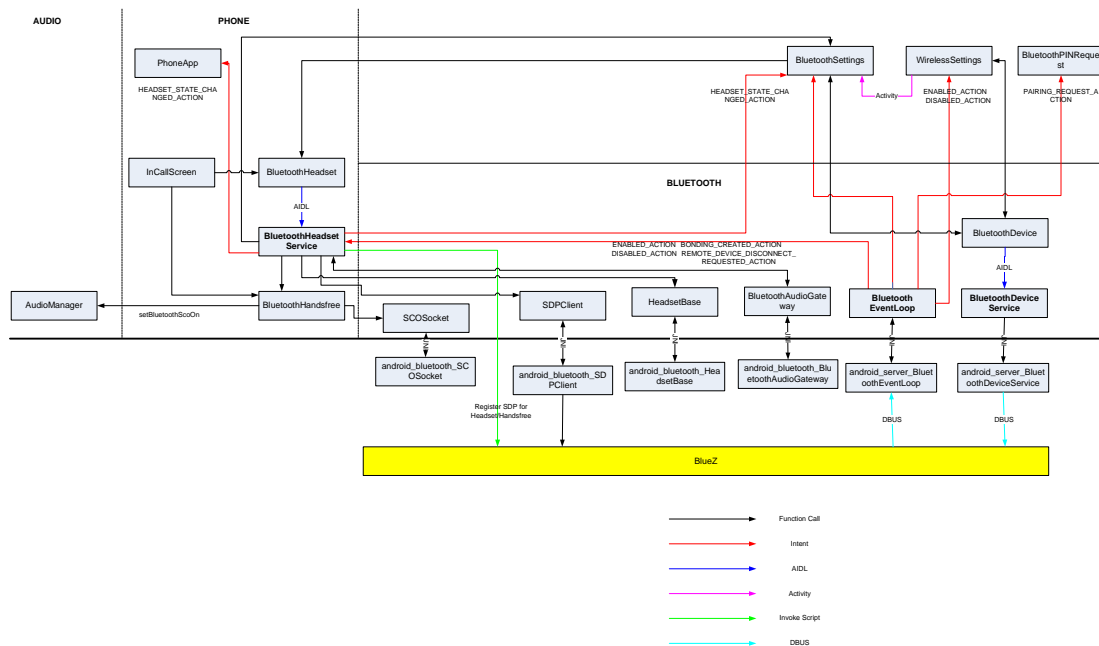 AUDIO
PHONE
PhoneApp
HEADSET_STATE_CHA
NGED_ACTION
BluetoothSettings
WirelessSettings
BluetoothPINReque
st
HEADSET_STATE_CHA
NGED_ACTION
Activity
ENABLED_ACTION
DISABLED_ACTION
PAIRING_REQUEST_A
CTION
InCallScreen
BluetoothHeadset
BLUETOOTH
AIDL
BluetoothHeadset
Service
BluetoothDevice
ENABLED_ACTION BONDING_CREATED_ACTION
DISABLED_ACTION REMOTE_DEVICE_DISCONNECT_
REQUESTED_ACTION
AIDL
AudioManager
setBluetoothScoOn
BluetoothHandsfree
SCOSocket
SDPClient
HeadsetBase
BluetoothAudioGate
way
Bluetooth
EventLoop
BluetoothDevice
Service
JNI
JNI
JNI
JNI
JNI
JNI
android_bluetooth_SC
OSocket
android_bluetooth_SD
PClient
android_bluetooth_Hea
dsetBase
android_bluetooth_Blu
etoothAudioGateway
android_server_Bluet
oothEventLoop
android_server_Bluet
oothDeviceService
Register SDP for
Headset/Handsfree
DBUS
DBUS
BlueZ
Function Call
Intent
AIDL
Activity
Invoke Script
DBUS